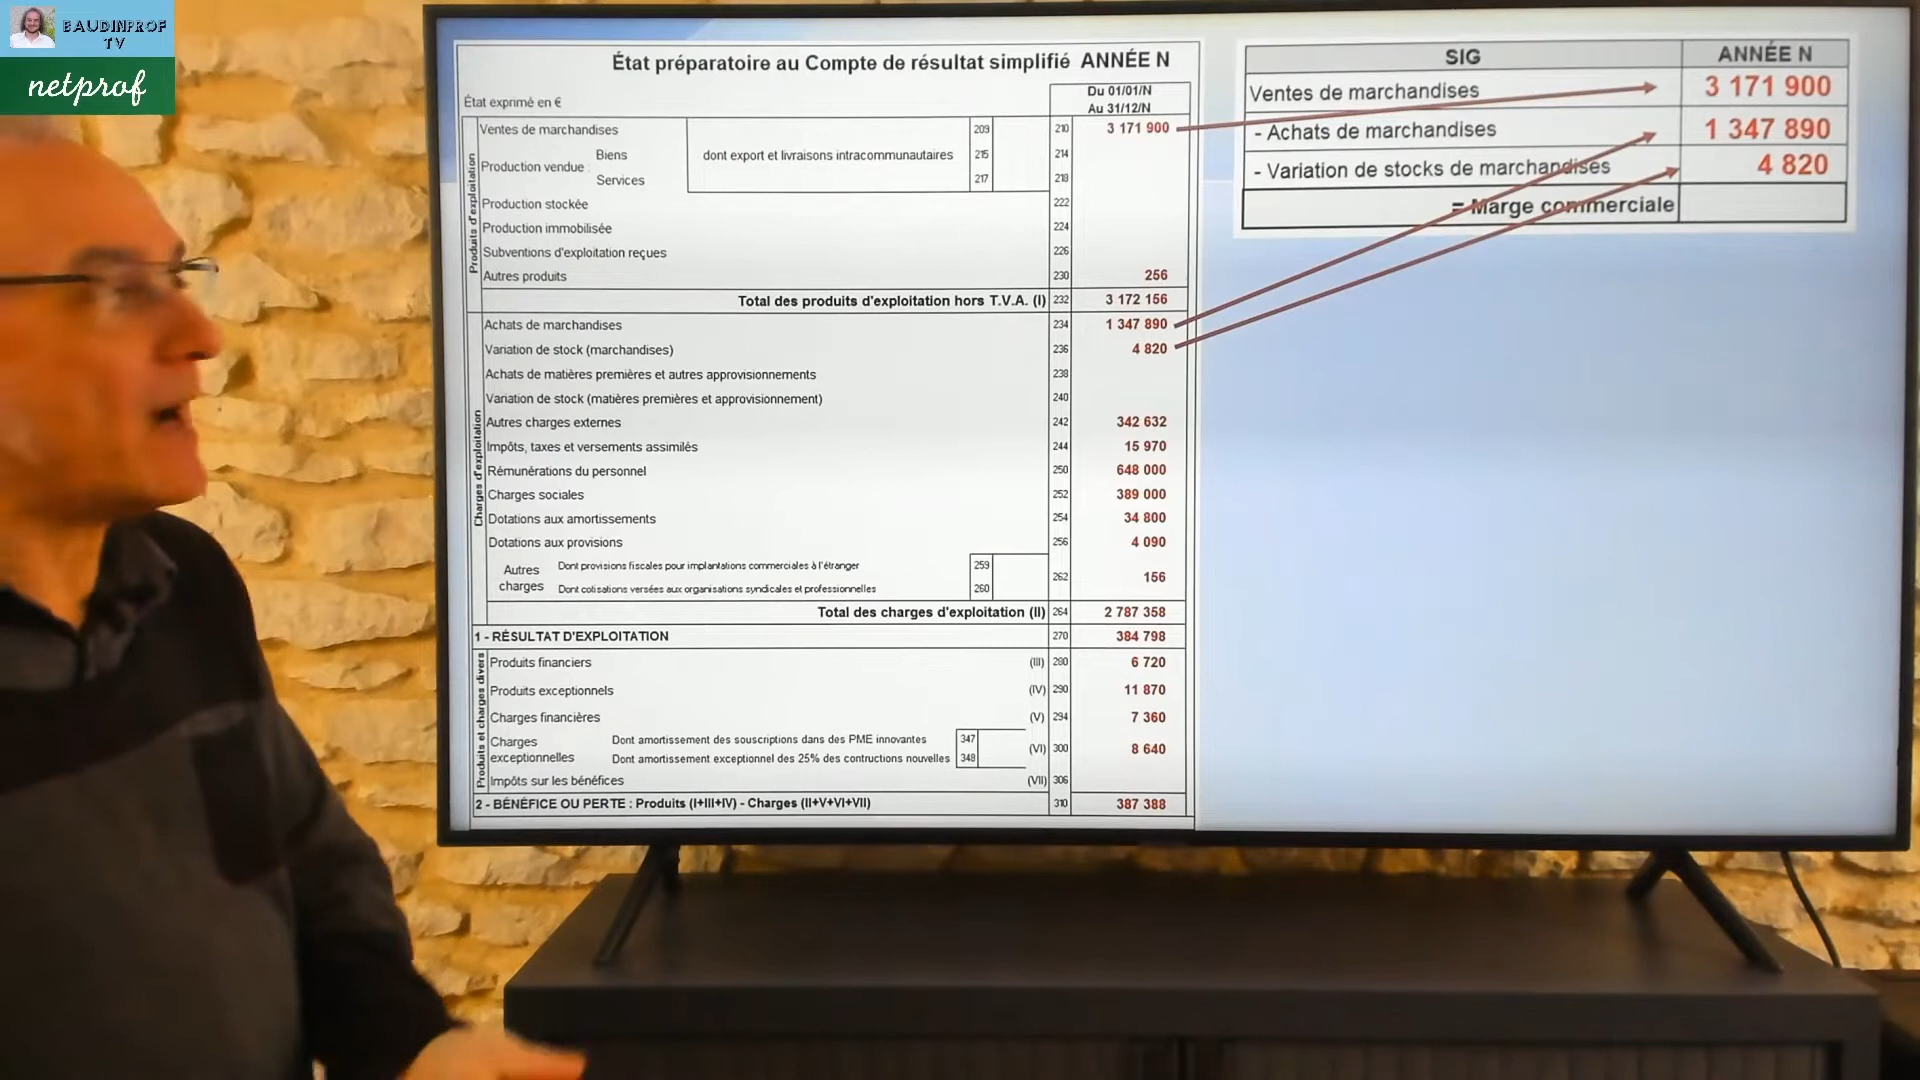 BAUDINPROF
TV
netprof
État préparatoire au Compte de résultat simplifié ANNÉE N
État exprimé en €
Du 01/01/N
Au 31/12/N
Produits d'exploitation
Ventes de marchandises 209 210 3 171 900
Production vendue : Biens dont export et livraisons intracommunautaires 215 214
Services 217 218
Production stockée 222
Production immobilisée 224
Subventions d'exploitation reçues 226
Autres produits 230 256
Total des produits d'exploitation hors T.V.A. (I) 232 3 172 156
Charges d'exploitation
Achats de marchandises 234 1 347 890
Variation de stock (marchandises) 236 4 820
Achats de matières premières et autres approvisionnements 238
Variation de stock (matières premières et approvisionnement) 240
Autres charges externes 242 342 632
Impôts, taxes et versements assimilés 244 15 970
Rémunérations du personnel 250 648 000
Charges sociales 252 389 000
Dotations aux amortissements 254 34 800
Dotations aux provisions 256 4 090
Autres charges Dont provisions fiscales pour implantations commerciales à l'étranger 259 262 156
Dont cotisations versées aux organisations syndicales et professionnelles 260
Total des charges d'exploitation (II) 264 2 787 358
1 - RÉSULTAT D'EXPLOITATION 270 384 798
Produits et charges divers
Produits financiers (III) 280 6 720
Produits exceptionnels (IV) 290 11 870
Charges financières (V) 294 7 360
Charges exceptionnelles Dont amortissement des souscriptions dans des PME innovantes 347 (VI) 300 8 640
Dont amortissement exceptionnel des 25% des contructions nouvelles 348
Impôts sur les bénéfices (VII) 306
2 - BÉNÉFICE OU PERTE : Produits (I+III+IV) - Charges (II+V+VI+VII) 310 387 388
SIG ANNÉE N
Ventes de marchandises 3 171 900
- Achats de marchandises 1 347 890
- Variation de stocks de marchandises 4 820
= Marge commerciale